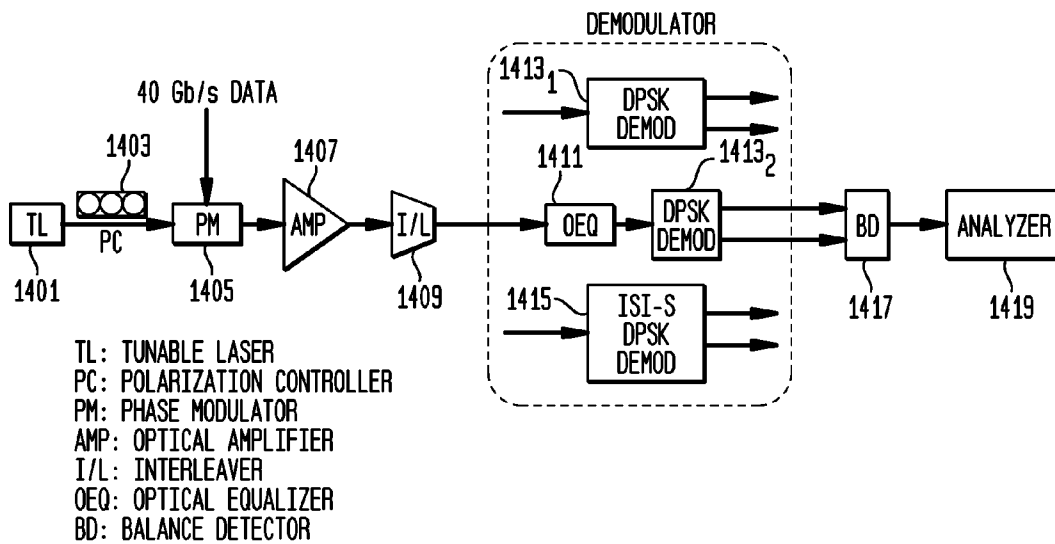 DEMODULATOR
40 Gb/s DATA
1413 1
DPSK
DEMOD
1403
1407
1411
1413 2
TL
PC
PM
AMP
I/L
OEQ
DPSK
DEMOD
BD
ANALYZER
1401
1405
1409
1415
ISI-S
DPSK
DEMOD
1417
1419
TL: TUNABLE LASER
PC: POLARIZATION CONTROLLER
PM: PHASE MODULATOR
AMP: OPTICAL AMPLIFIER
I/L: INTERLEAVER
OEQ: OPTICAL EQUALIZER
BD: BALANCE DETECTOR